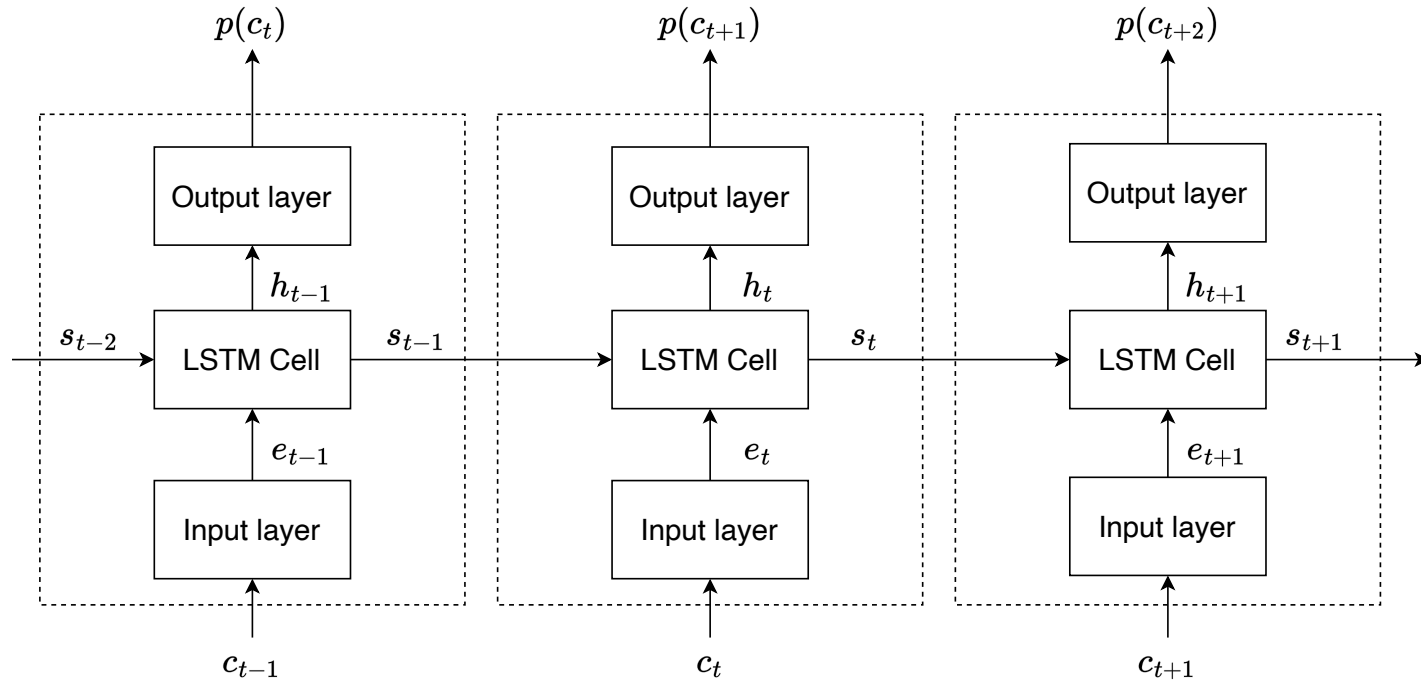 p(c_t) p(c_{t+1}) p(c_{t+2})
Output layer Output layer Output layer
h_{t-1} h_t h_{t+1}
s_{t-2} LSTM Cell s_{t-1} LSTM Cell s_t LSTM Cell s_{t+1}
e_{t-1} e_t e_{t+1}
Input layer Input layer Input layer
c_{t-1} c_t c_{t+1}